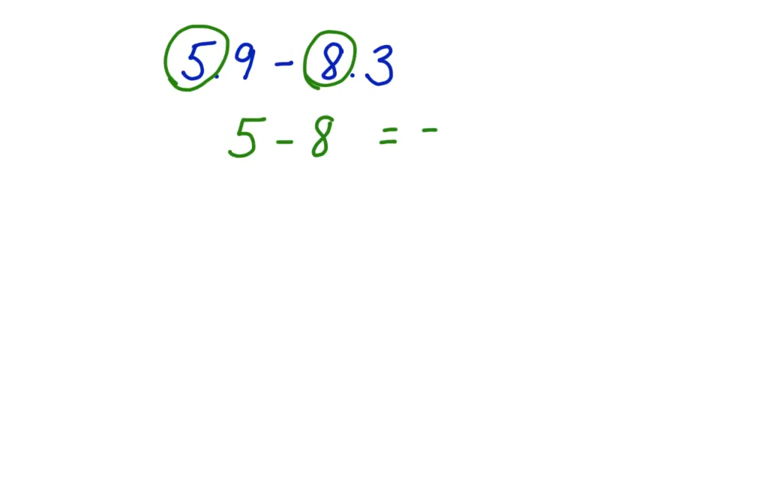 5.9 - 8.3
5 - 8 = -